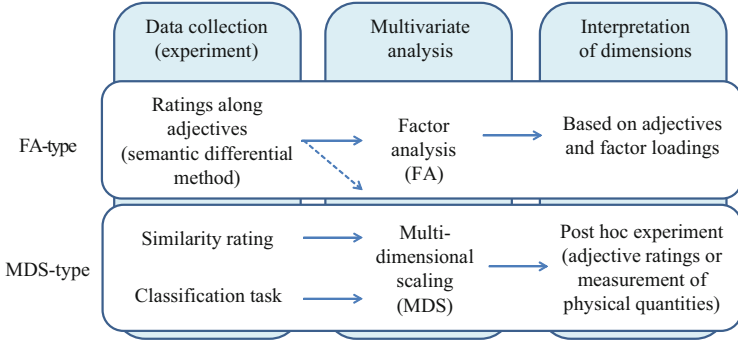 Data collection
(experiment)
Multivariate
analysis
Interpretation
of dimensions
FA-type
Ratings along
adjectives
(semantic differential
method)
Factor
analysis
(FA)
Based on adjectives
and factor loadings
MDS-type
Similarity rating
Classification task
Multi-
dimensional
scaling
(MDS)
Post hoc experiment
(adjective ratings or
measurement of
physical quantities)